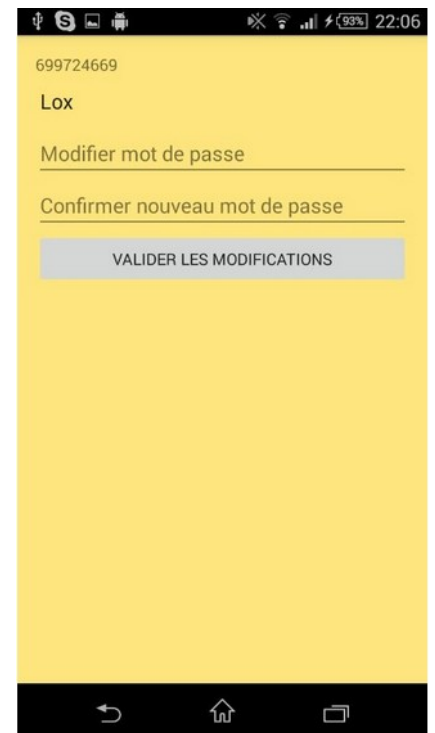 93% 22:06
699724669
Lox
Modifier mot de passe
Confirmer nouveau mot de passe
VALIDER LES MODIFICATIONS